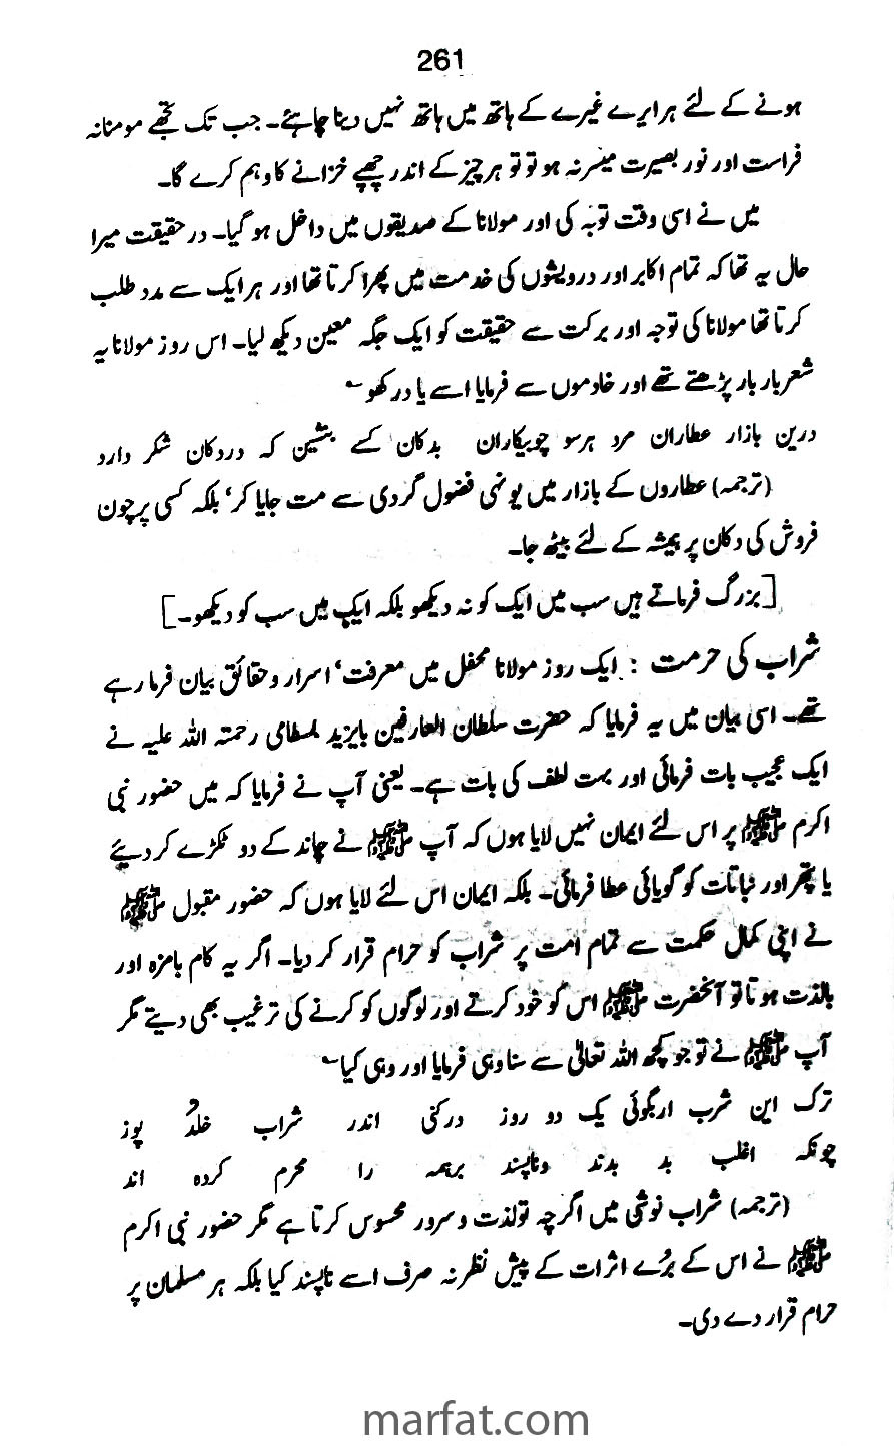 261
ہونے کے لئے ہر ایرے غیرے کے ہاتھ میں ہاتھ نہیں دینا چاہئے۔ جب تک تجھے مومنانہ
فراست اور نور بصیرت میسر نہ ہو تو تو ہر چیز کے اندر چھپے خزانے کا وہم کرے گا۔
میں نے اسی وقت توبہ کی اور مولانا کے صدیقوں میں داخل ہو گیا۔ در حقیقت میرا
حال یہ تھا کہ تمام اکابر اور درویشوں کی خدمت میں پھرا کرتا تھا اور ہر ایک سے مدد طلب
کرتا تھا مولانا کی توجہ اور برکت سے حقیقت کو ایک جگہ معین دیکھ لیا۔ اس روز مولانا یہ
شعر بار بار پڑھتے تھے اور خادموں سے فرمایا اسے یاد رکھو ؎
درین بازار عطاران مرد ہر سو چوبیکاران بدکان کسے بنشین کہ در دکان شکر دارد
(ترجمہ) عطاروں کے بازار میں یونہی فضول گردی سے مت جایا کر، بلکہ کسی پرچون
فروش کی دکان پر ہمیشہ کے لئے بیٹھ جا۔
[بزرگ فرماتے ہیں سب میں ایک کو نہ دیکھو بلکہ ایک میں سب کو دیکھو۔]
شراب کی حرمت : ایک روز مولانا محفل میں معرفت، اسرار و حقائق بیان فرما رہے
تھے۔ اسی بیان میں یہ فرمایا کہ حضرت سلطان العارفین بایزید بسطامی رحمتہ اللہ علیہ نے
ایک عجیب بات فرمائی اور بہت لطف کی بات ہے۔ یعنی آپ نے فرمایا کہ میں حضور نبی
اکرم ﷺ پر اس لئے ایمان نہیں لایا ہوں کہ آپ ﷺ نے چاند کے دو ٹکڑے کر دیئے
یا پتھر اور نباتات کو گویائی عطا فرمائی۔ بلکہ ایمان اس لئے لایا ہوں کہ حضور مقبول ﷺ
نے اپنی کمال حکمت سے تمام امت پر شراب کو حرام قرار کر دیا۔ اگر یہ کام بامزہ اور
بالذت ہوتا تو آنحضرت ﷺ اس کو خود کرتے اور لوگوں کو کرنے کی ترغیب بھی دیتے مگر
آپ ﷺ نے تو جو کچھ اللہ تعالیٰ سے سنا وہی فرمایا اور وہی کیا ؎
ترک این شرب ار بگوئی یک دو روز در کنی اندر شراب خلد پوز
چونکہ اغلب بد بدند و ناپسند برہمہ را محرم کردہ اند
(ترجمہ) شراب نوشی میں اگرچہ تو لذت و سرور محسوس کرتا ہے مگر حضور نبی اکرم
ﷺ نے اس کے بُرے اثرات کے پیش نظر نہ صرف اسے ناپسند کیا بلکہ ہر مسلمان پر
حرام قرار دے دی۔
marfat.com